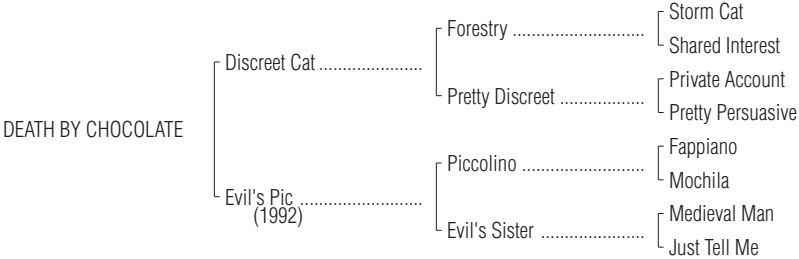 Storm Cat
Forestry ............................
Shared Interest
Discreet Cat ......................
Private Account
Pretty Discreet ..................
Pretty Persuasive
DEATH BY CHOCOLATE
Fappiano
Piccolino ..........................
Mochila
Evil's Pic ..........................
(1992)
Medieval Man
Evil's Sister ......................
Just Tell Me